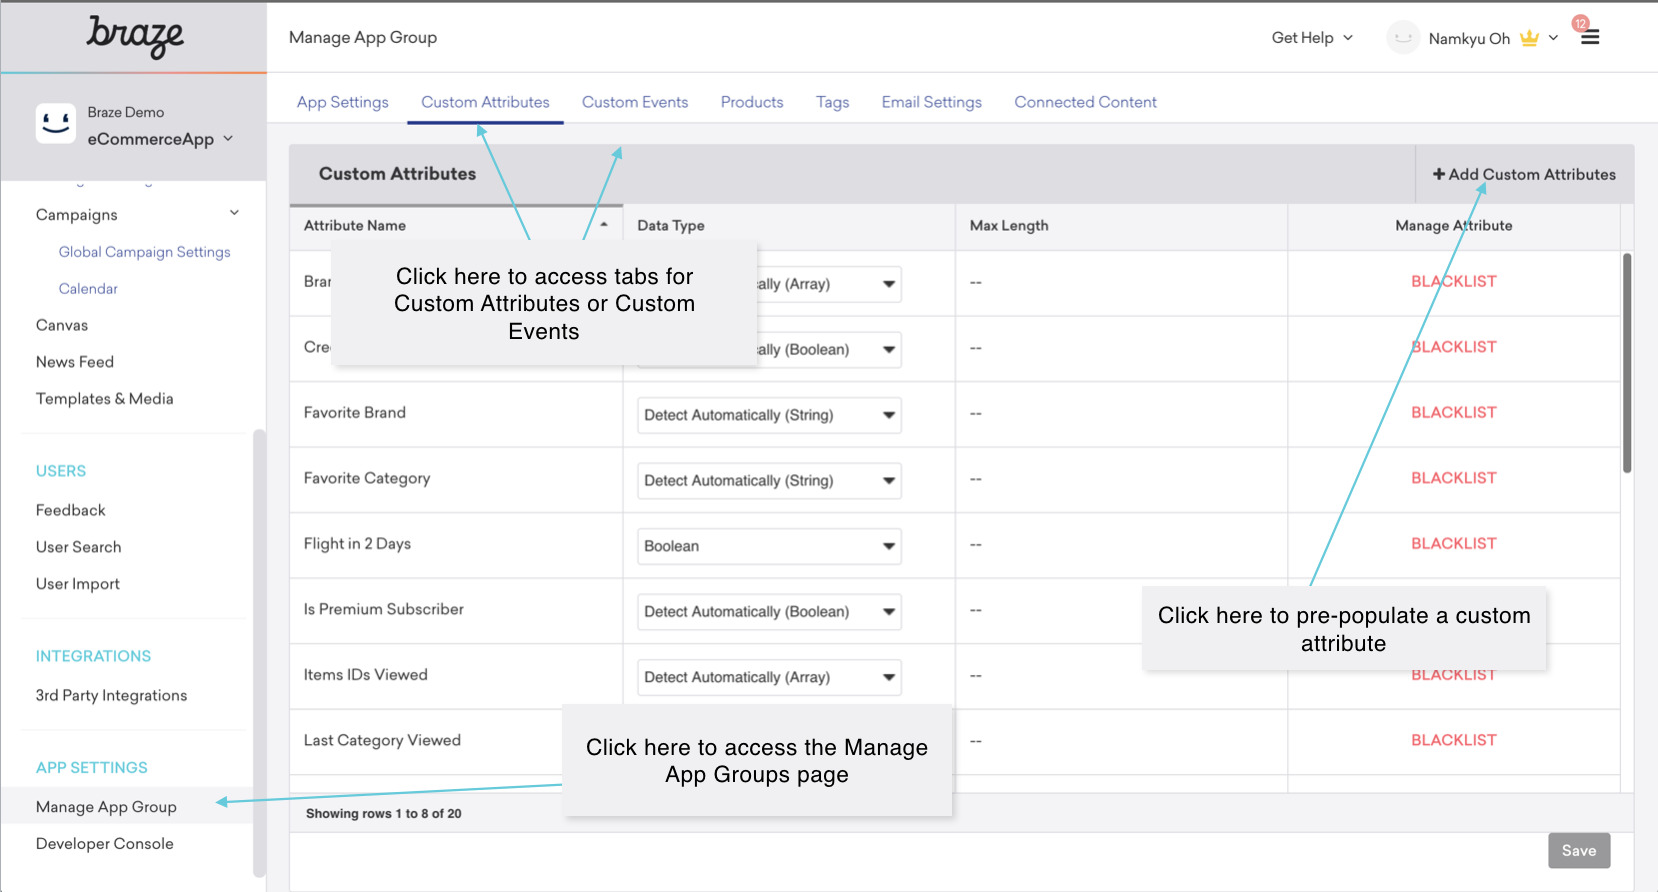 braze
Manage App Group
Get Help
Namkyu Oh
12
Braze Demo
eCommerceApp
App Settings
Custom Attributes
Custom Events
Products
Tags
Email Settings
Connected Content
Campaigns
Global Campaign Settings
Calendar
Canvas
News Feed
Templates & Media
USERS
Feedback
User Search
User Import
INTEGRATIONS
3rd Party Integrations
APP SETTINGS
Manage App Group
Developer Console
Custom Attributes
+ Add Custom Attributes
Attribute Name
Data Type
Max Length
Manage Attribute
(Array)
--
BLACKLIST
(Boolean)
--
BLACKLIST
Favorite Brand
Detect Automatically (String)
--
BLACKLIST
Favorite Category
Detect Automatically (String)
--
BLACKLIST
Flight in 2 Days
Boolean
--
BLACKLIST
Is Premium Subscriber
Detect Automatically (Boolean)
--
Items IDs Viewed
Detect Automatically (Array)
--
BLACKLIST
Last Category Viewed
--
BLACKLIST
Showing rows 1 to 8 of 20
Save
Click here to access tabs for
Custom Attributes or Custom
Events
Click here to pre-populate a custom
attribute
Click here to access the Manage
App Groups page